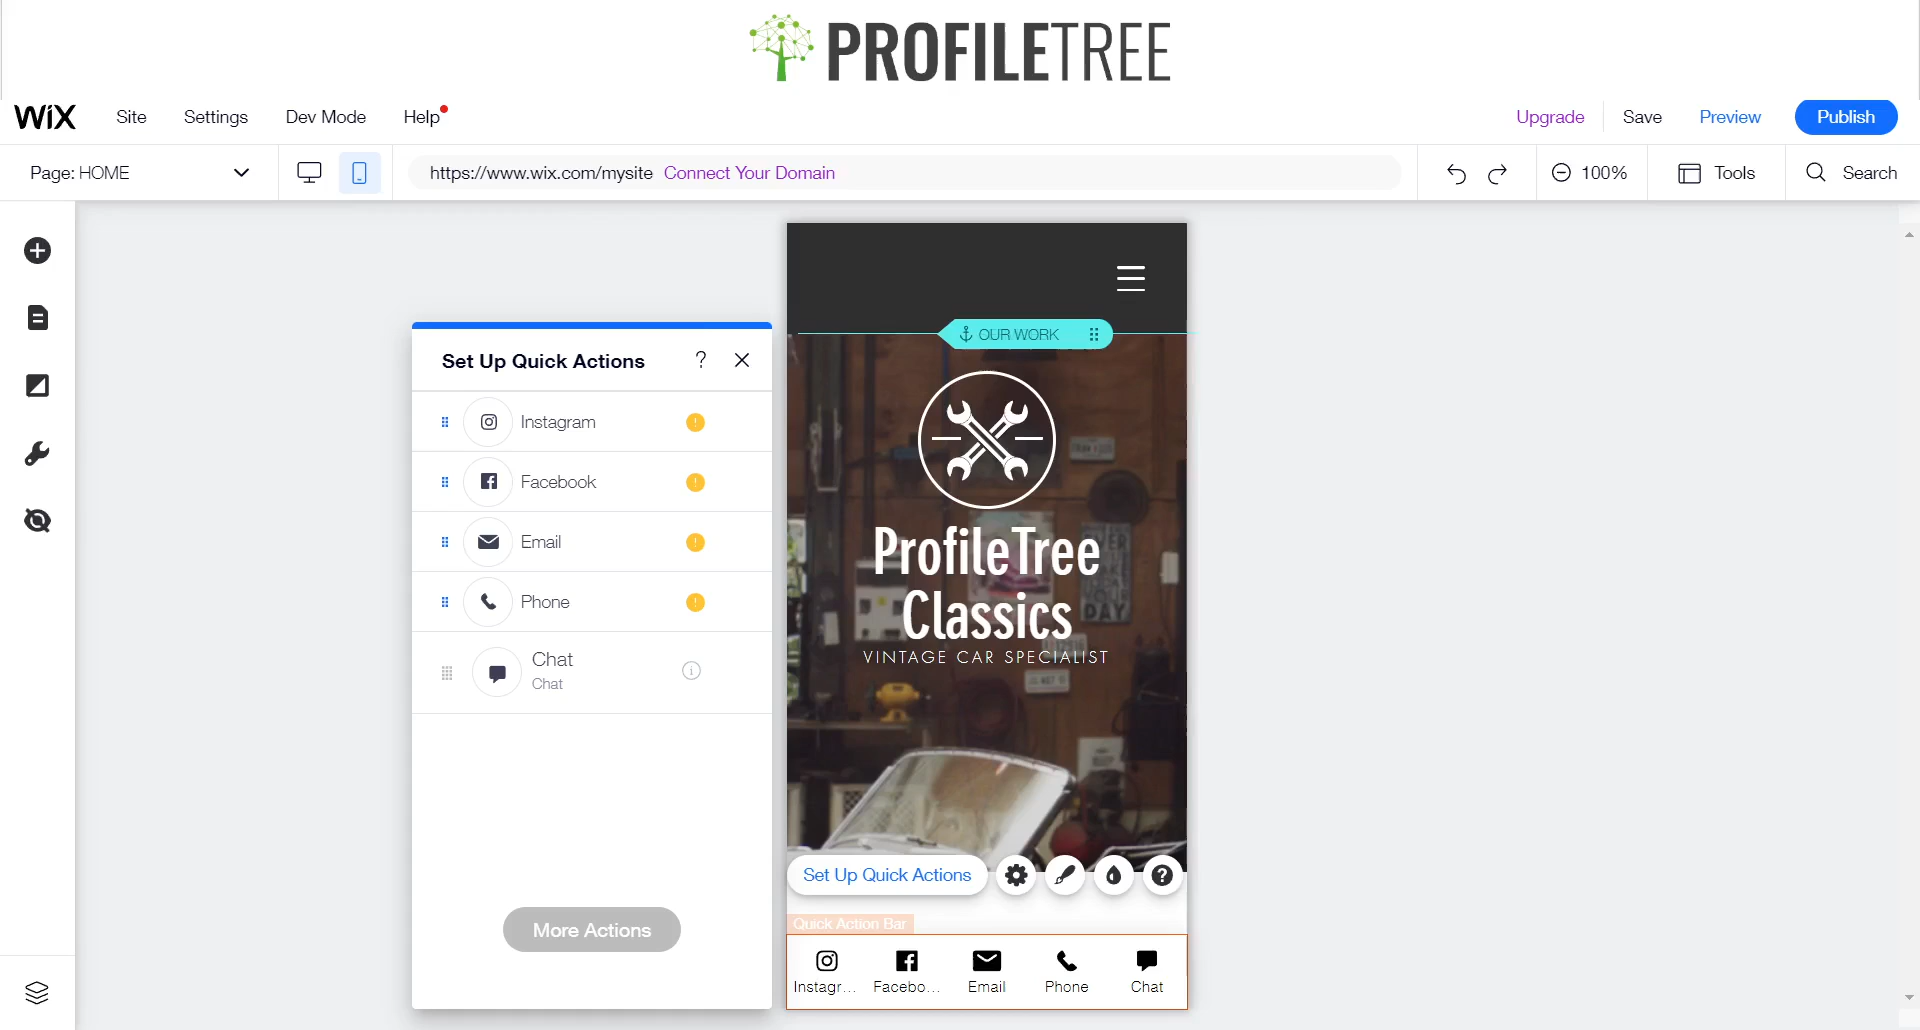 PROFILETREE
WiX Site Settings Dev Mode Help Upgrade Save Preview Publish
Page: HOME https://www.wix.com/mysite Connect Your Domain 100% Tools Search
OUR WORK
Set Up Quick Actions ?
Instagram
Facebook
Email
Phone
Chat
Chat
More Actions
ProfileTree
Classics
VINTAGE CAR SPECIALIST
Set Up Quick Actions
Quick Action Bar
Instagr... Facebo... Email Phone Chat